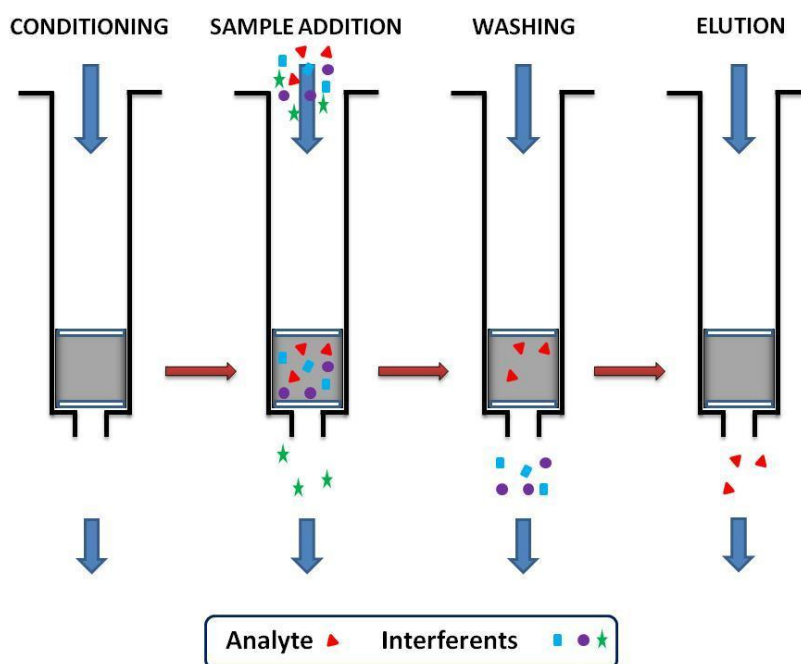 CONDITIONING
SAMPLE ADDITION
WASHING
ELUTION
Analyte
Interferents